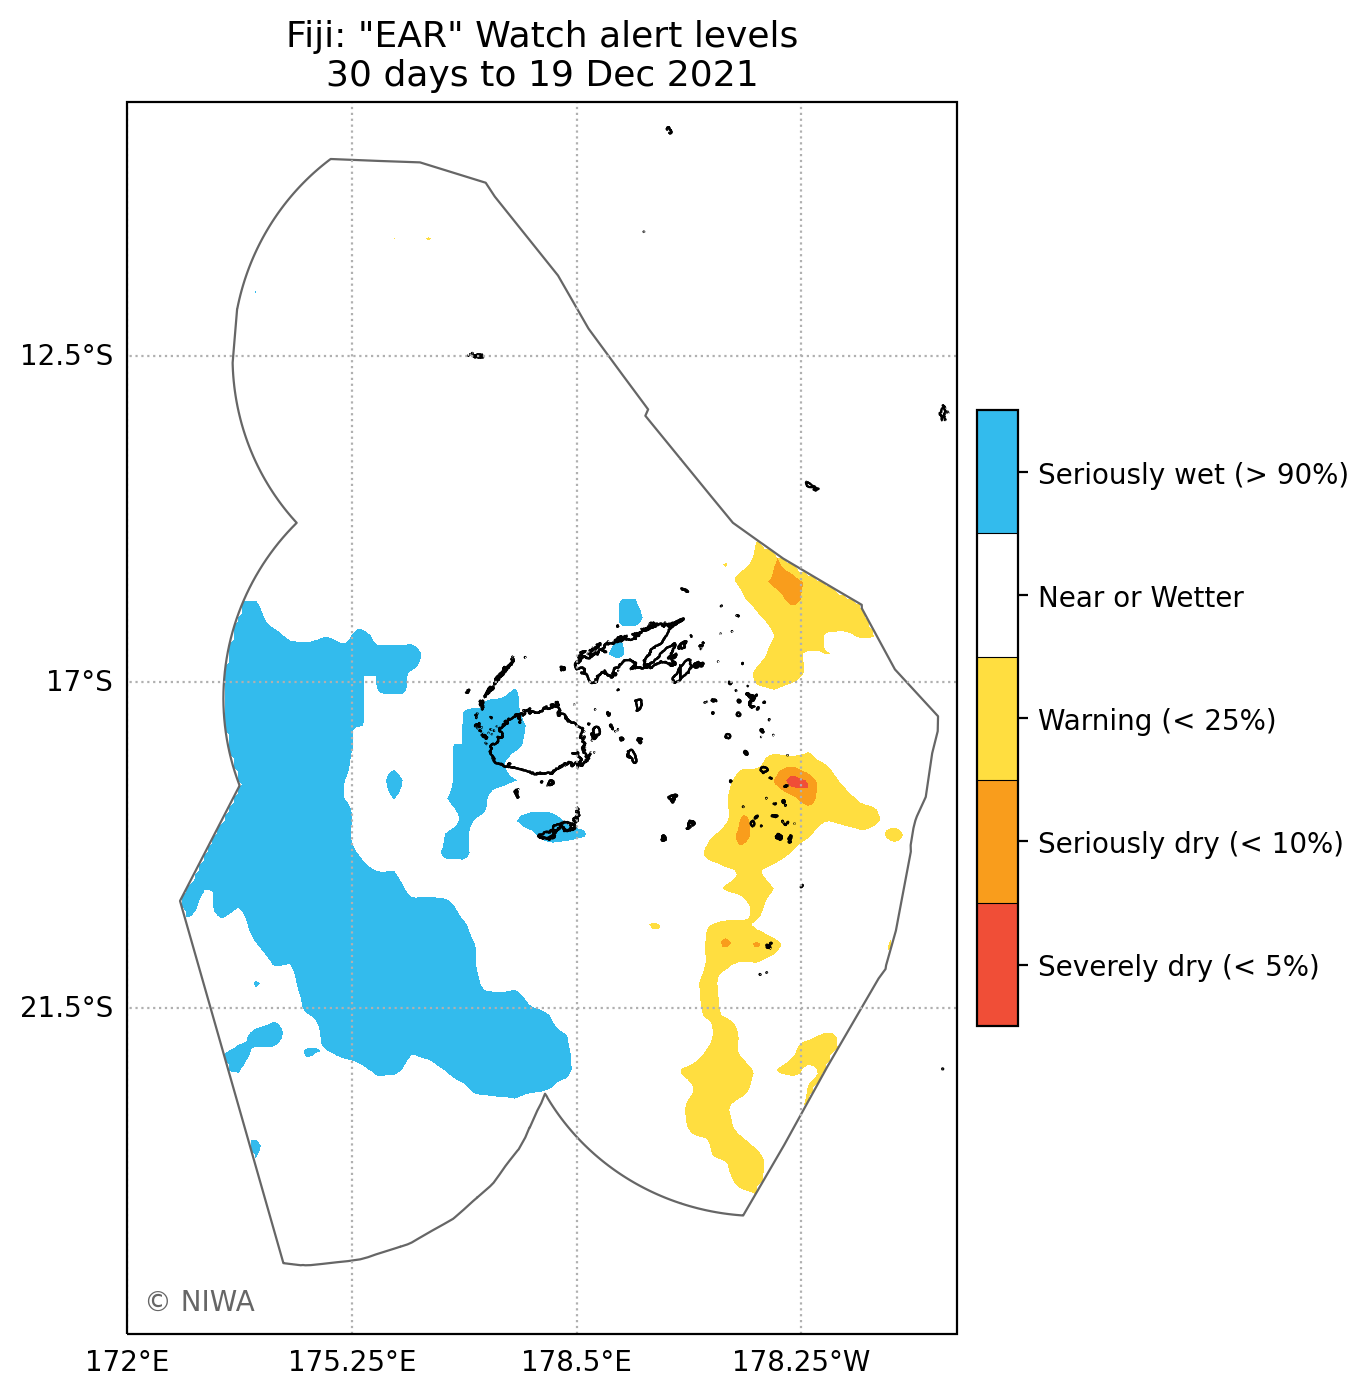 Fiji: "EAR" Watch alert levels
30 days to 19 Dec 2021
12.5°S
17°S
21.5°S
172°E
175.25°E
178.5°E
178.25°W
Seriously wet (> 90%)
Near or Wetter
Warning (< 25%)
Seriously dry (< 10%)
Severely dry (< 5%)
© NIWA